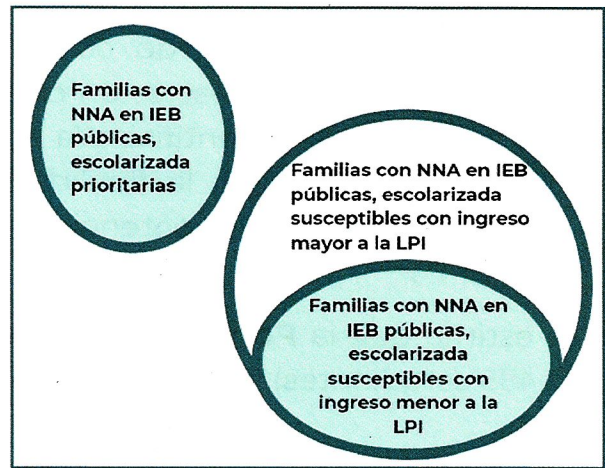 Familias con
NNA en IEB
públicas,
escolarizada
prioritarias
Familias con NNA en IEB
públicas, escolarizada
susceptibles con ingreso
mayor a la LPI
Familias con NNA en
IEB públicas,
escolarizada
susceptibles con
ingreso menor a la
LPI